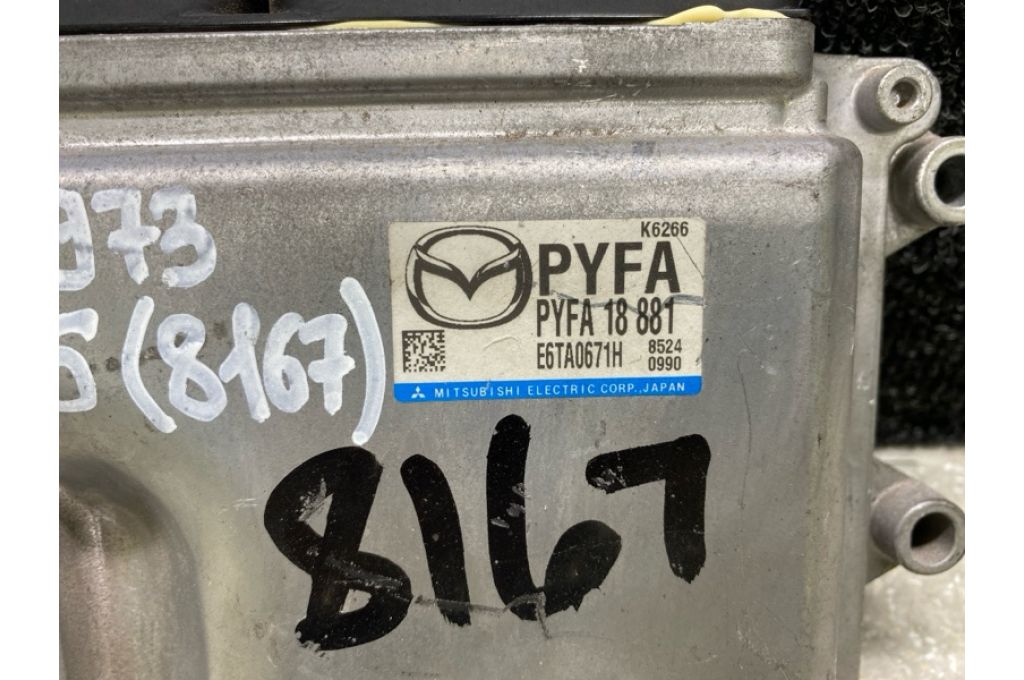 973
(8167)
K6266
PYFA
PYFA 18 881
E6TA0671H 8524
0990
MITSUBISHI ELECTRIC CORP.,JAPAN
8167